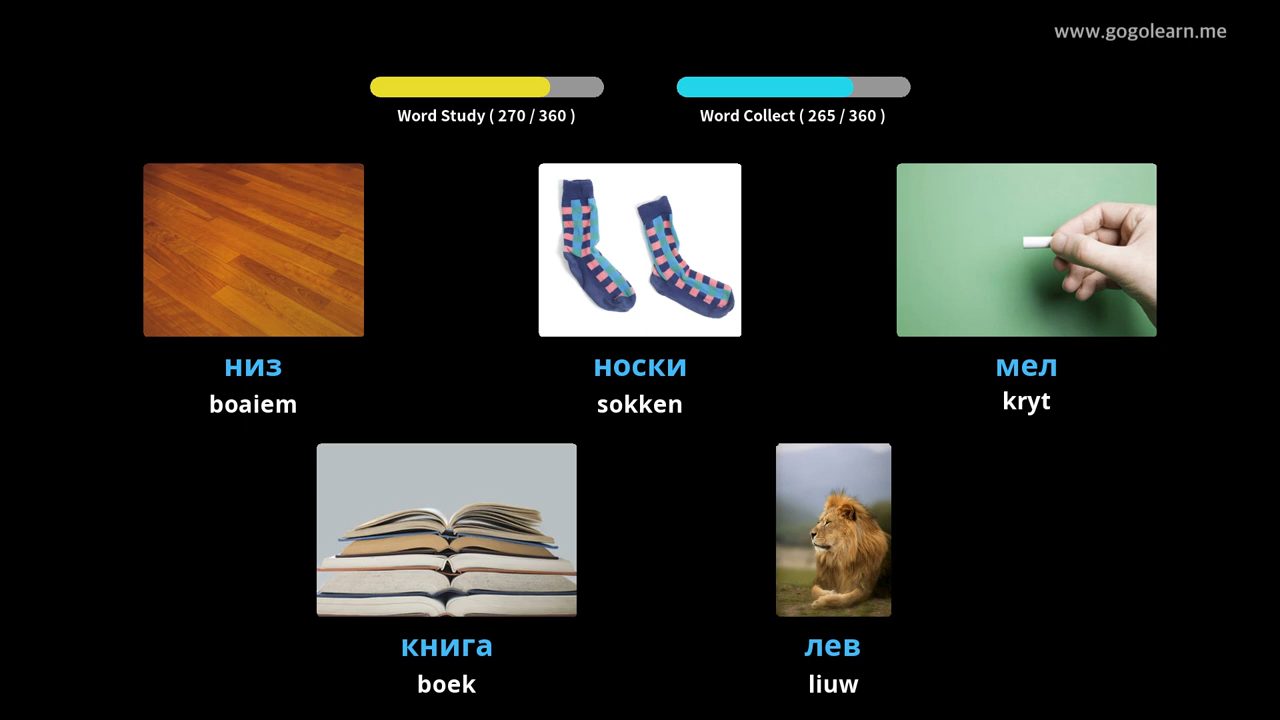 www.gogolearn.me
Word Study ( 270 / 360 )
Word Collect ( 265 / 360 )
низ
boaiem
носки
sokken
мел
kryt
книга
boek
лев
liuw